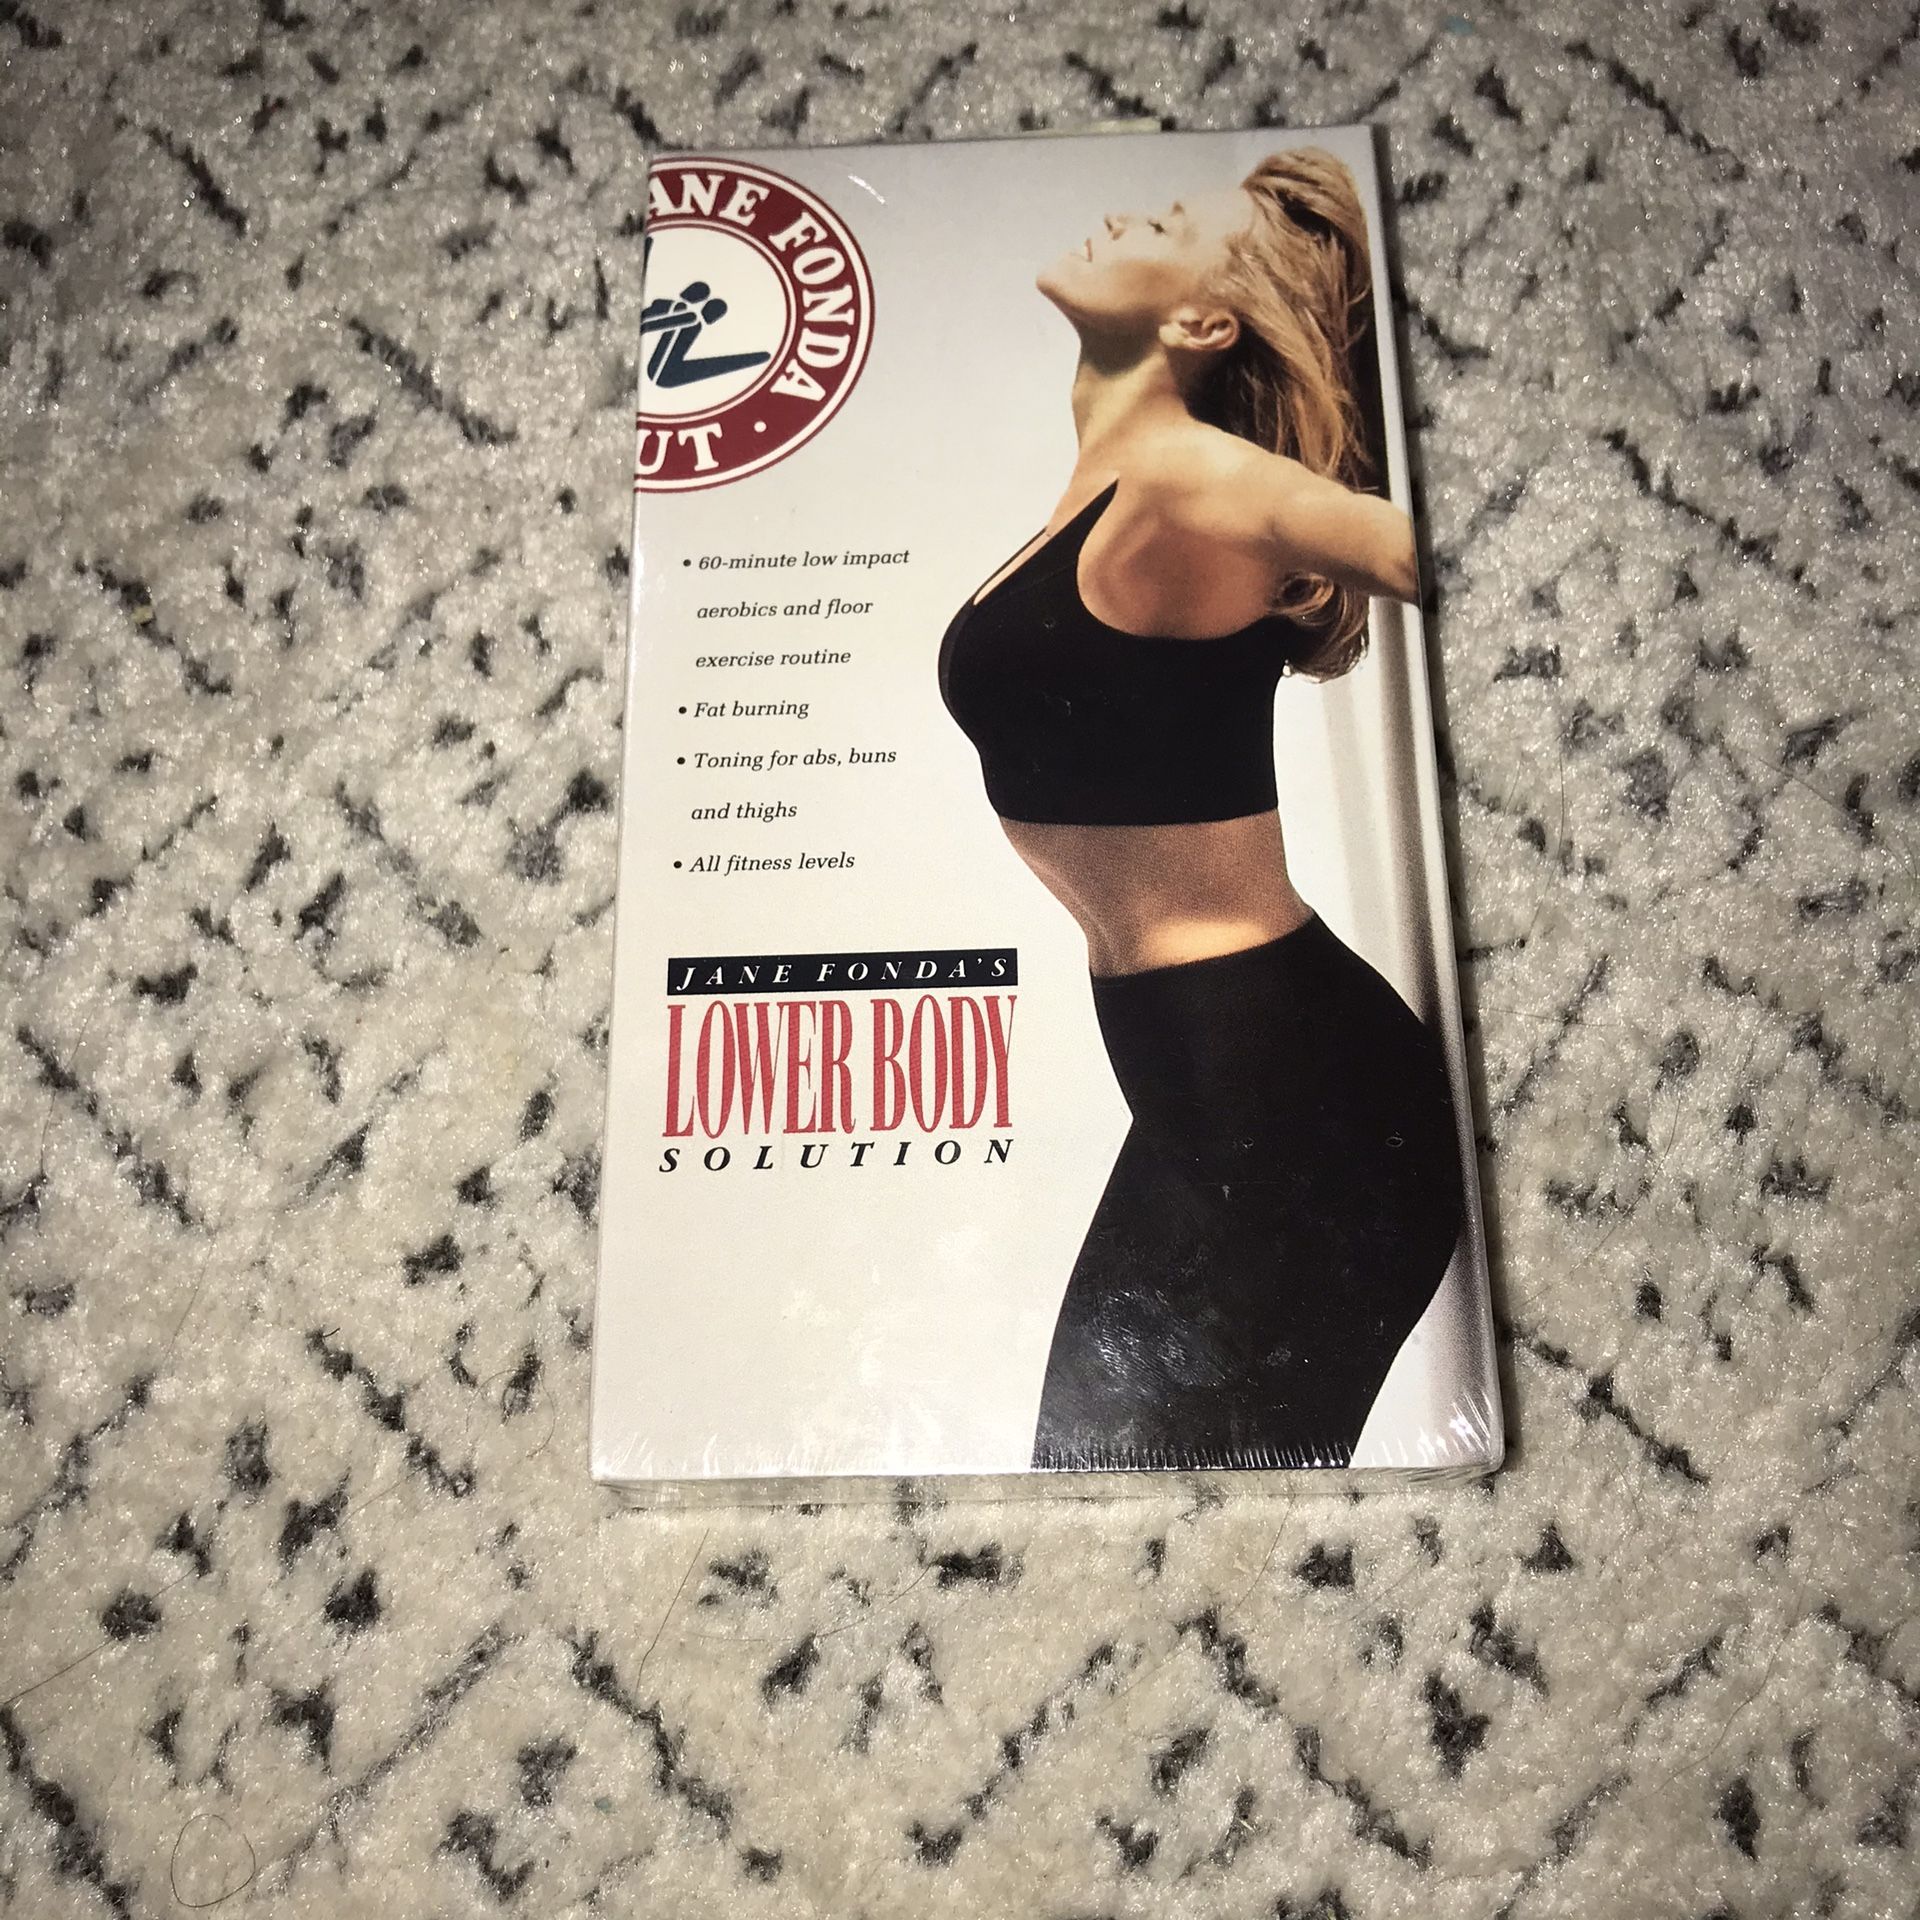 JANE FONDA ·
UT
• 60-minute low impact
aerobics and floor
exercise routine
• Fat burning
• Toning for abs, buns
and thighs
• All fitness levels
JANE FONDA'S
LOWER BODY
SOLUTION